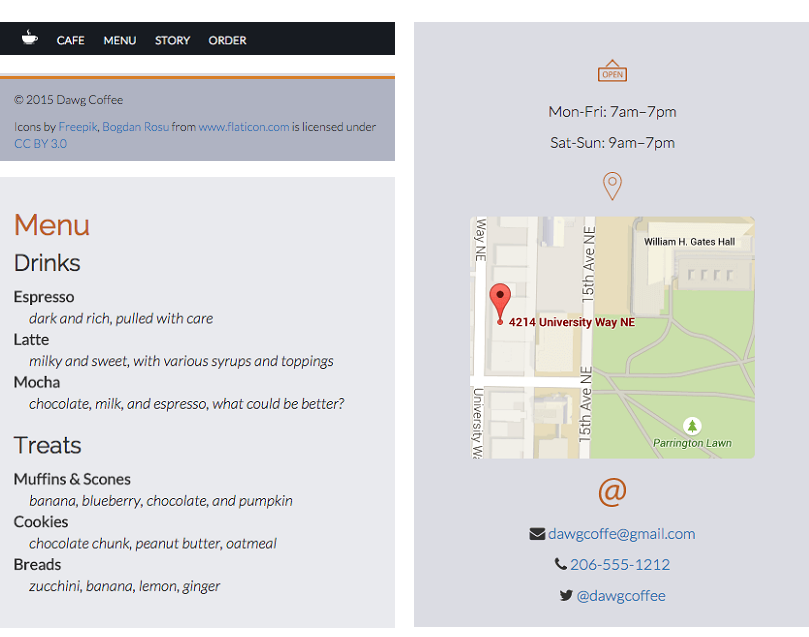 CAFE MENU STORY ORDER
© 2015 Dawg Coffee
Icons by Freepik, Bogdan Rosu from www.flaticon.com is licensed under
CC BY 3.0
Menu
Drinks
Espresso
dark and rich, pulled with care
Latte
milky and sweet, with various syrups and toppings
Mocha
chocolate, milk, and espresso, what could be better?
Treats
Muffins & Scones
banana, blueberry, chocolate, and pumpkin
Cookies
chocolate chunk, peanut butter, oatmeal
Breads
zucchini, banana, lemon, ginger
OPEN
Mon-Fri: 7am–7pm
Sat-Sun: 9am–7pm
Way NE
15th Ave NE
William H. Gates Hall
4214 University Way NE
University Wa
15th Ave NE
Parrington Lawn
@
dawgcoffe@gmail.com
206-555-1212
@dawgcoffee